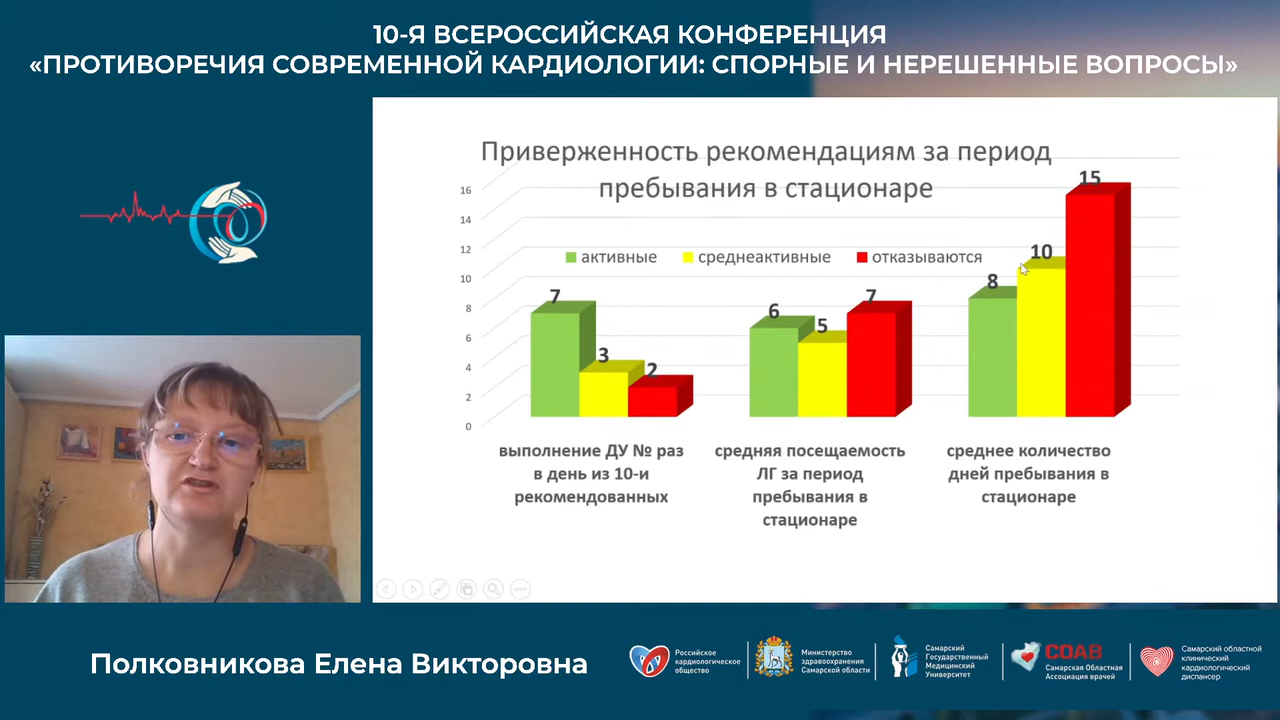 10-Я ВСЕРОССИЙСКАЯ КОНФЕРЕНЦИЯ
«ПРОТИВОРЕЧИЯ СОВРЕМЕННОЙ КАРДИОЛОГИИ: СПОРНЫЕ И НЕРЕШЕННЫЕ ВОПРОСЫ»
Приверженность рекомендациям за период
пребывания в стационаре
16
14
12
10
8
6
4
2
0
активные
среднеактивные
отказываются
7
3
2
6
5
7
8
10
15
выполнение ДУ № раз
в день из 10-и
рекомендованных
средняя посещаемость
ЛГ за период
пребывания в
стационаре
среднее количество
дней пребывания в
стационаре
Полковникова Елена Викторовна
Российское
кардиологическое
общество
Министерство
здравоохранения
Самарской области
Самарский
Государственный
Медицинский
Университет
СОАВ
Самарская Областная
Ассоциация врачей
Самарский областной
клинический
кардиологический
диспансер